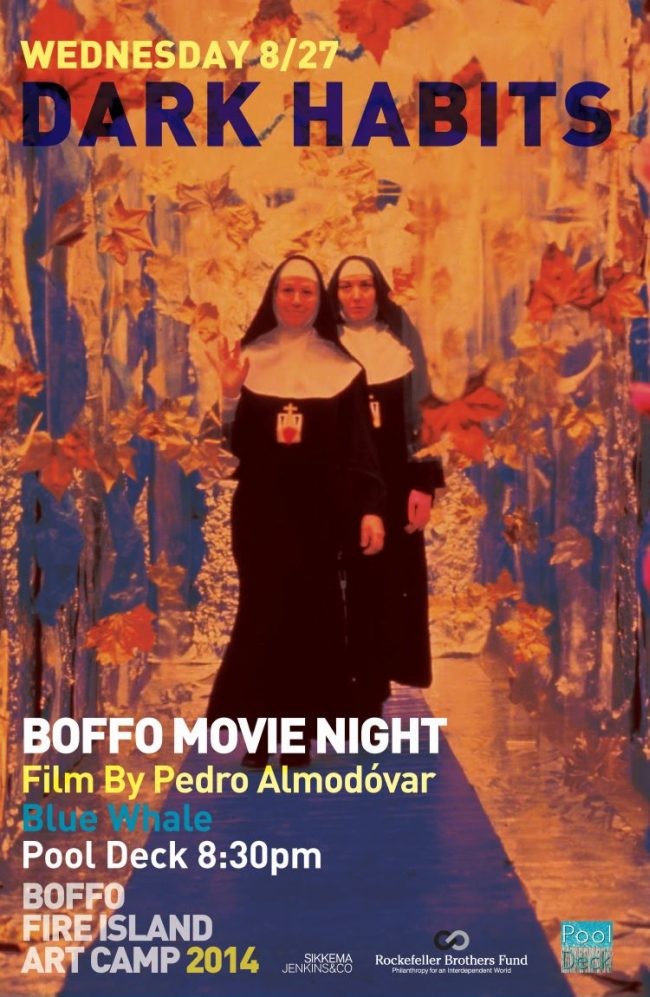 WEDNESDAY 8/27
DARK HABITS
BOFFO MOVIE NIGHT
Film By Pedro Almodóvar
Blue Whale
Pool Deck 8:30pm
BOFFO
FIRE ISLAND
ART CAMP 2014
SIKKEMA
JENKINS&CO
Rockefeller Brothers Fund
Philanthropy for an Interdependent World
Pool
Deck